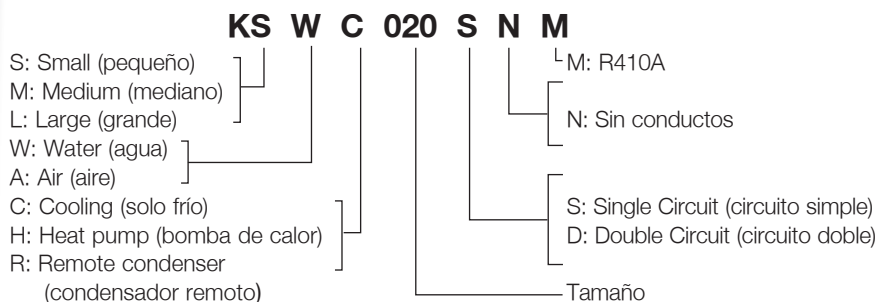 KS W C 020 S N M
S: Small (pequeño)
M: Medium (mediano)
L: Large (grande)
W: Water (agua)
A: Air (aire)
C: Cooling (solo frío)
H: Heat pump (bomba de calor)
R: Remote condenser
(condensador remoto)
M: R410A
N: Sin conductos
S: Single Circuit (circuito simple)
D: Double Circuit (circuito doble)
Tamaño